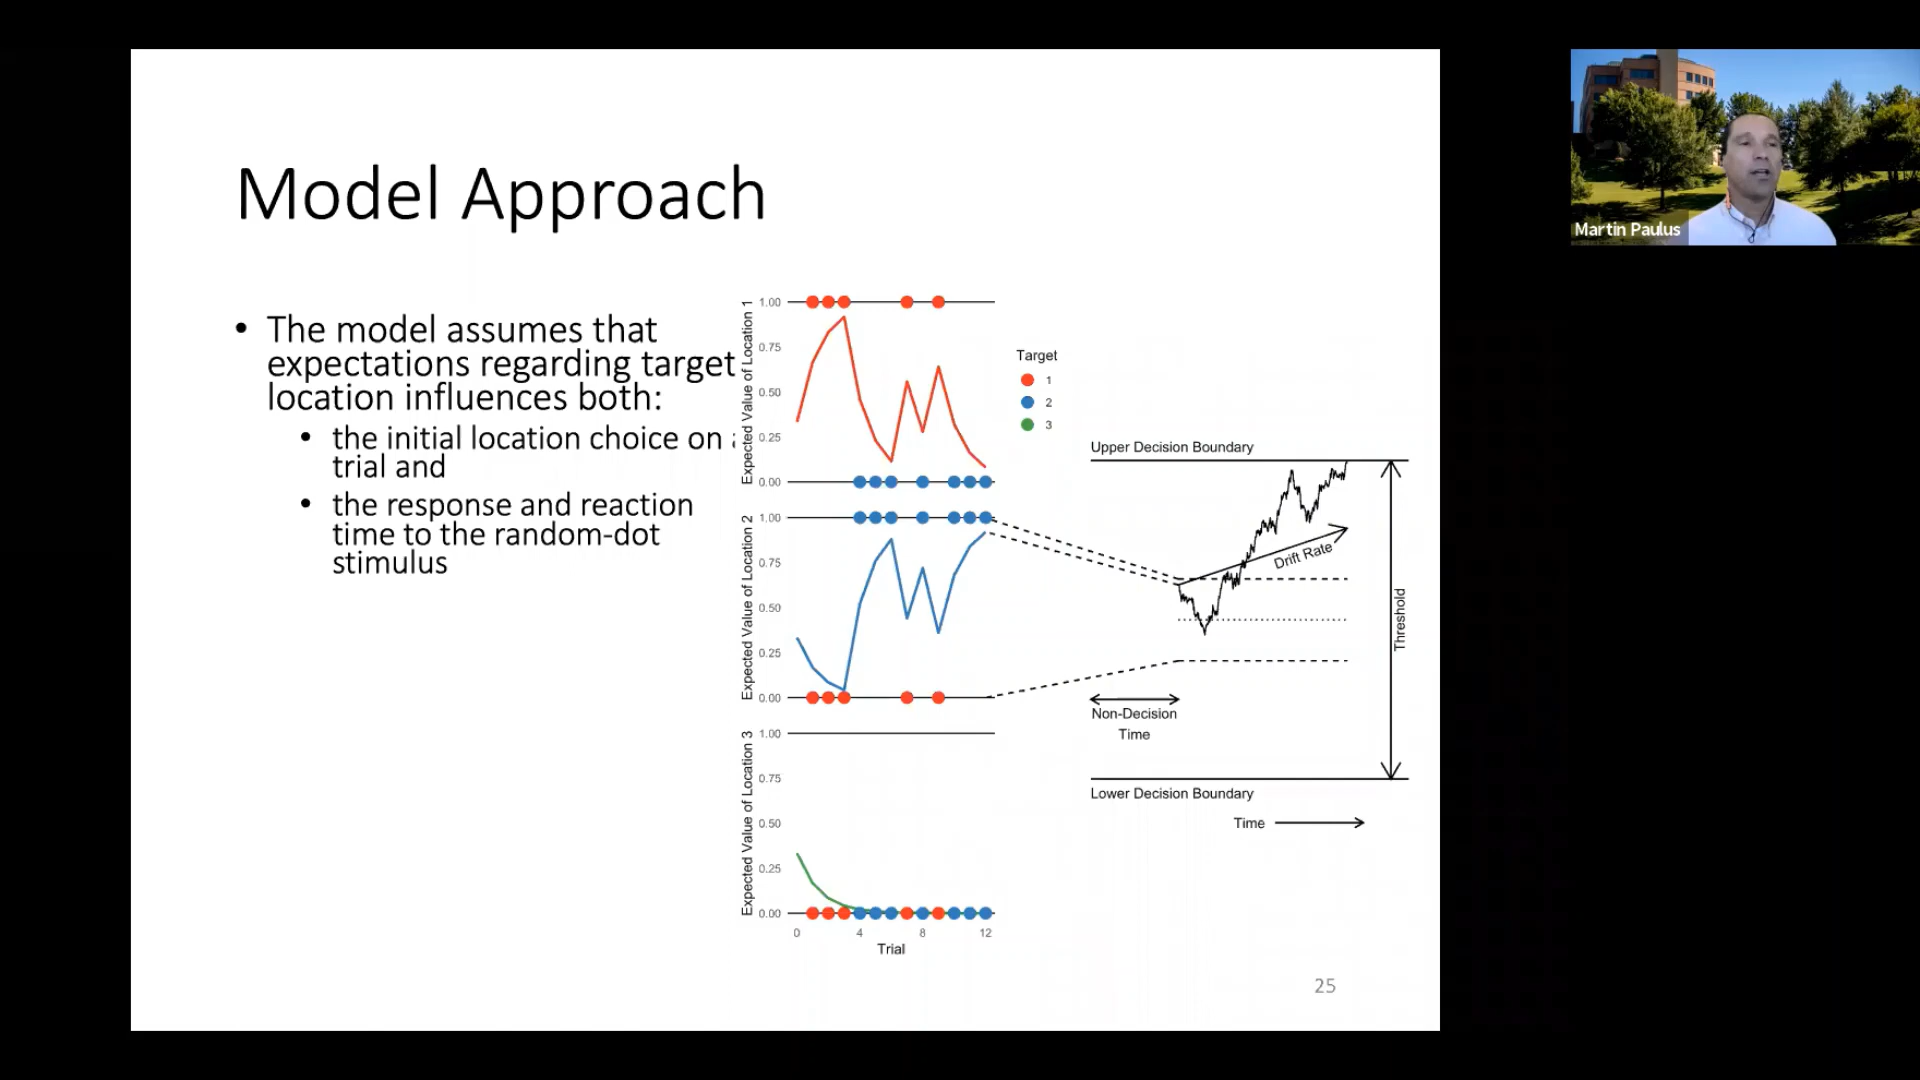 Model Approach
• The model assumes that
expectations regarding target
location influences both:
• the initial location choice on
trial and
• the response and reaction
time to the random-dot
stimulus
Expected Value of Location 1
1.00
0.75
0.50
0.25
0.00
Expected Value of Location 2
1.00
0.75
0.50
0.25
0.00
Expected Value of Location 3
1.00
0.75
0.50
0.25
0.00
0 4 8 12
Trial
Target
1
2
3
Upper Decision Boundary
Drift Rate
Threshold
Non-Decision
Time
Lower Decision Boundary
Time
25
Martin Paulus